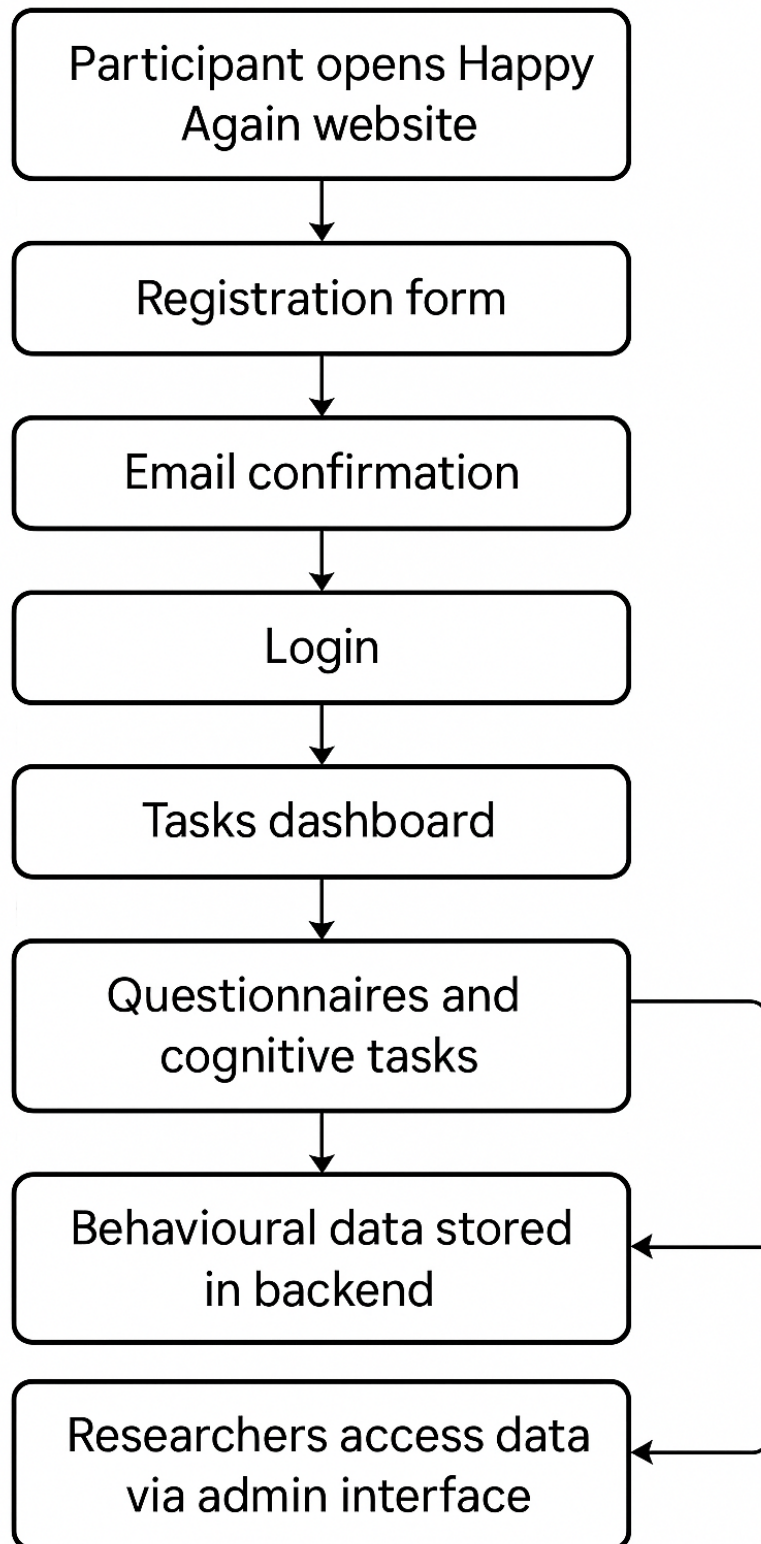 Participant opens Happy
Again website
Registration form
Email confirmation
Login
Tasks dashboard
Questionnaires and
cognitive tasks
Behavioural data stored
in backend
Researchers access data
via admin interface